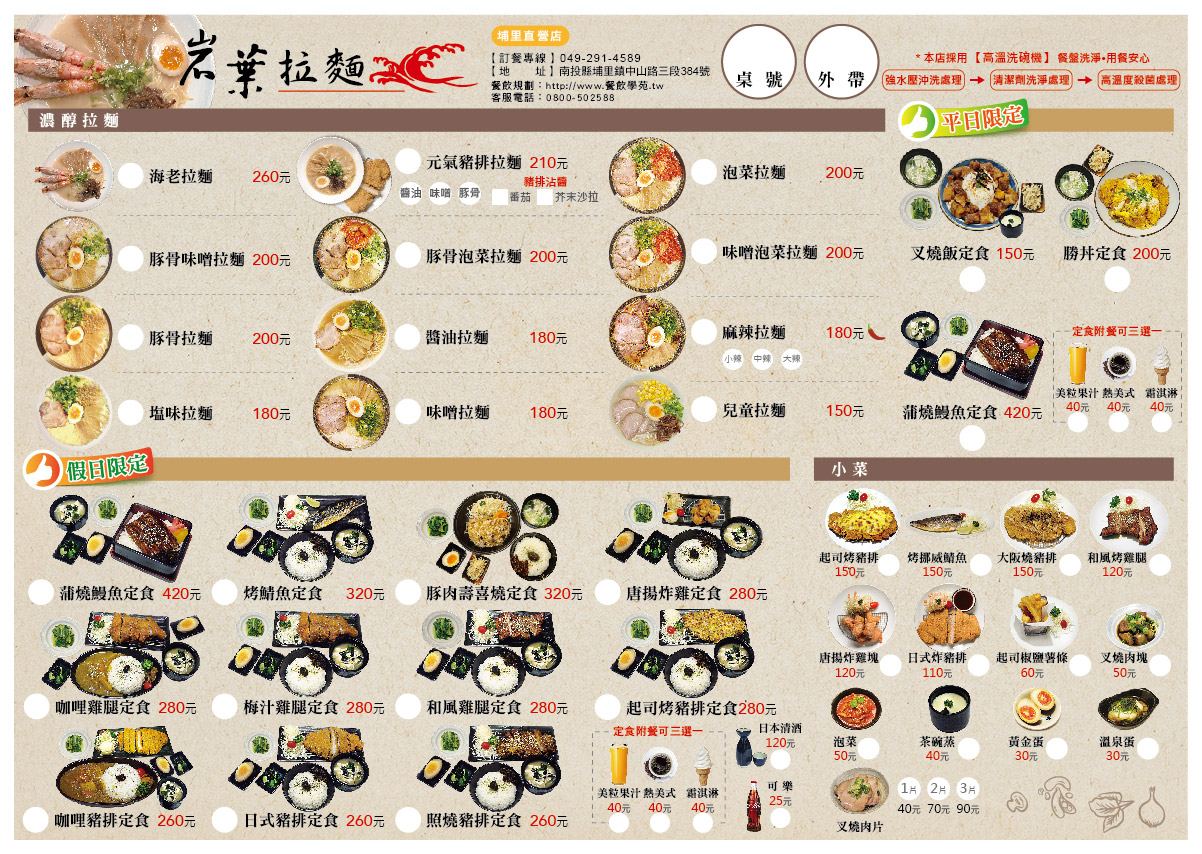 岩葉拉麵
埔里直營店
【訂餐專線】049-291-4589
【地　　址】南投縣埔里鎮中山路三段384號
餐飲規劃：http://www.餐飲學苑.tw
客服電話：0800-502588
桌號
外帶
*本店採用【高溫洗碗機】餐盤洗淨•用餐安心
強水壓沖洗處理 → 清潔劑洗淨處理 → 高溫度殺菌處理
濃醇拉麵
海老拉麵 260元
元氣豬排拉麵 210元
豬排沾醬
醬油 味噌 豚骨 番茄 芥末沙拉
泡菜拉麵 200元
豚骨味噌拉麵 200元
豚骨泡菜拉麵 200元
味噌泡菜拉麵 200元
豚骨拉麵 200元
醬油拉麵 180元
麻辣拉麵 180元
小辣 中辣 大辣
塩味拉麵 180元
味噌拉麵 180元
兒童拉麵 150元
平日限定
叉燒飯定食 150元
勝丼定食 200元
蒲燒鰻魚定食 420元
定食附餐可三選一
美粒果汁 熱美式 霜淇淋
40元 40元 40元
假日限定
蒲燒鰻魚定食 420元
烤鯖魚定食 320元
豚肉壽喜燒定食 320元
唐揚炸雞定食 280元
咖哩雞腿定食 280元
梅汁雞腿定食 280元
和風雞腿定食 280元
起司烤豬排定食280元
咖哩豬排定食 260元
日式豬排定食 260元
照燒豬排定食 260元
定食附餐可三選一
美粒果汁 熱美式 霜淇淋
40元 40元 40元
日本清酒
120元
可樂
25元
小菜
起司烤豬排 烤挪威鯖魚 大阪燒豬排 和風烤雞腿
150元 150元 150元 120元
唐揚炸雞塊 日式炸豬排 起司椒鹽薯條 叉燒肉塊
120元 110元 60元 50元
泡菜 茶碗蒸 黃金蛋 溫泉蛋
50元 40元 30元 30元
1片 2片 3片
40元 70元 90元
叉燒肉片